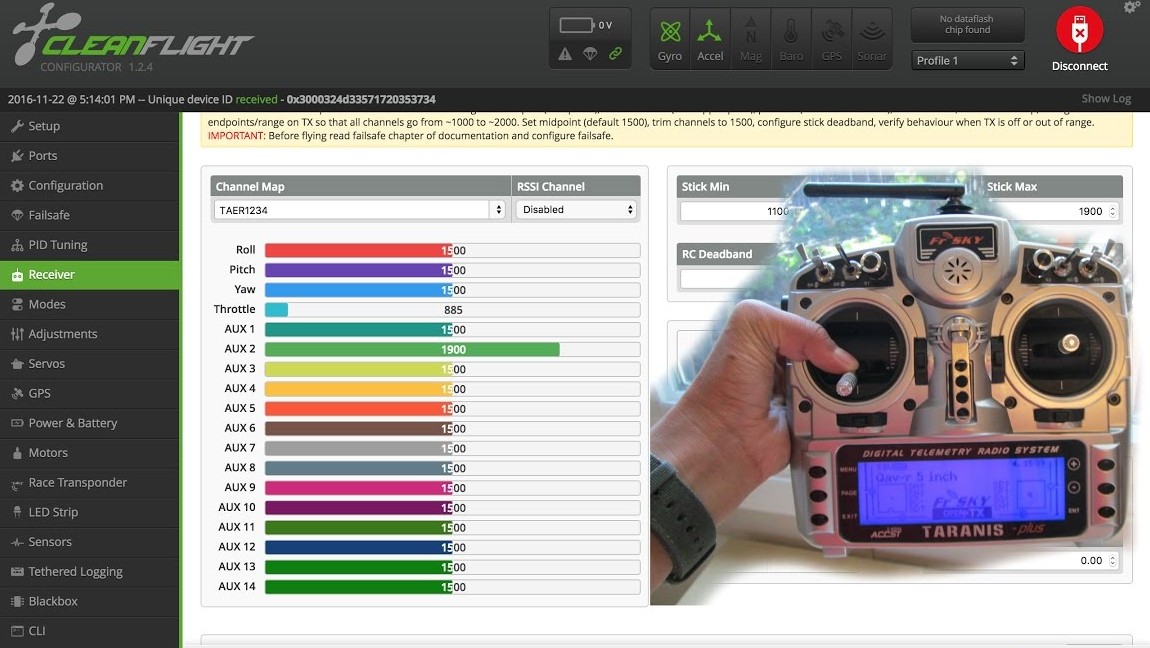 CLEANFLIGHT
CONFIGURATOR 1.2.4
0 V
Gyro
Accel
Mag
Baro
GPS
Sonar
No dataflash
chip found
Profile 1
Disconnect
2016-11-22 @ 5:14:01 PM -- Unique device ID received - 0x3000324d33571720353734
Show Log
Setup
Ports
Configuration
Failsafe
PID Tuning
Receiver
Modes
Adjustments
Servos
GPS
Power & Battery
Motors
Race Transponder
LED Strip
Sensors
Tethered Logging
Blackbox
CLI
endpoints/range on TX so that all channels go from ~1000 to ~2000. Set midpoint (default 1500), trim channels to 1500, configure stick deadband, verify behaviour when TX is off or out of range.
IMPORTANT: Before flying read failsafe chapter of documentation and configure failsafe.
Channel Map
RSSI Channel
TAER1234
Disabled
Roll 1500
Pitch 1500
Yaw 1500
Throttle 885
AUX 1 1500
AUX 2 1900
AUX 3 1500
AUX 4 1500
AUX 5 1500
AUX 6 1500
AUX 7 1500
AUX 8 1500
AUX 9 1500
AUX 10 1500
AUX 11 1500
AUX 12 1500
AUX 13 1500
AUX 14 1500
Stick Min
Stick Max
1100
1900
RC Deadband
0.00
FrSKY
DIGITAL TELEMETRY RADIO SYSTEM
MENU
PAGE
EXIT
ENT
Qav-r 5 inch
FrSKY
OPEN TX
ACCST
TARANIS plus